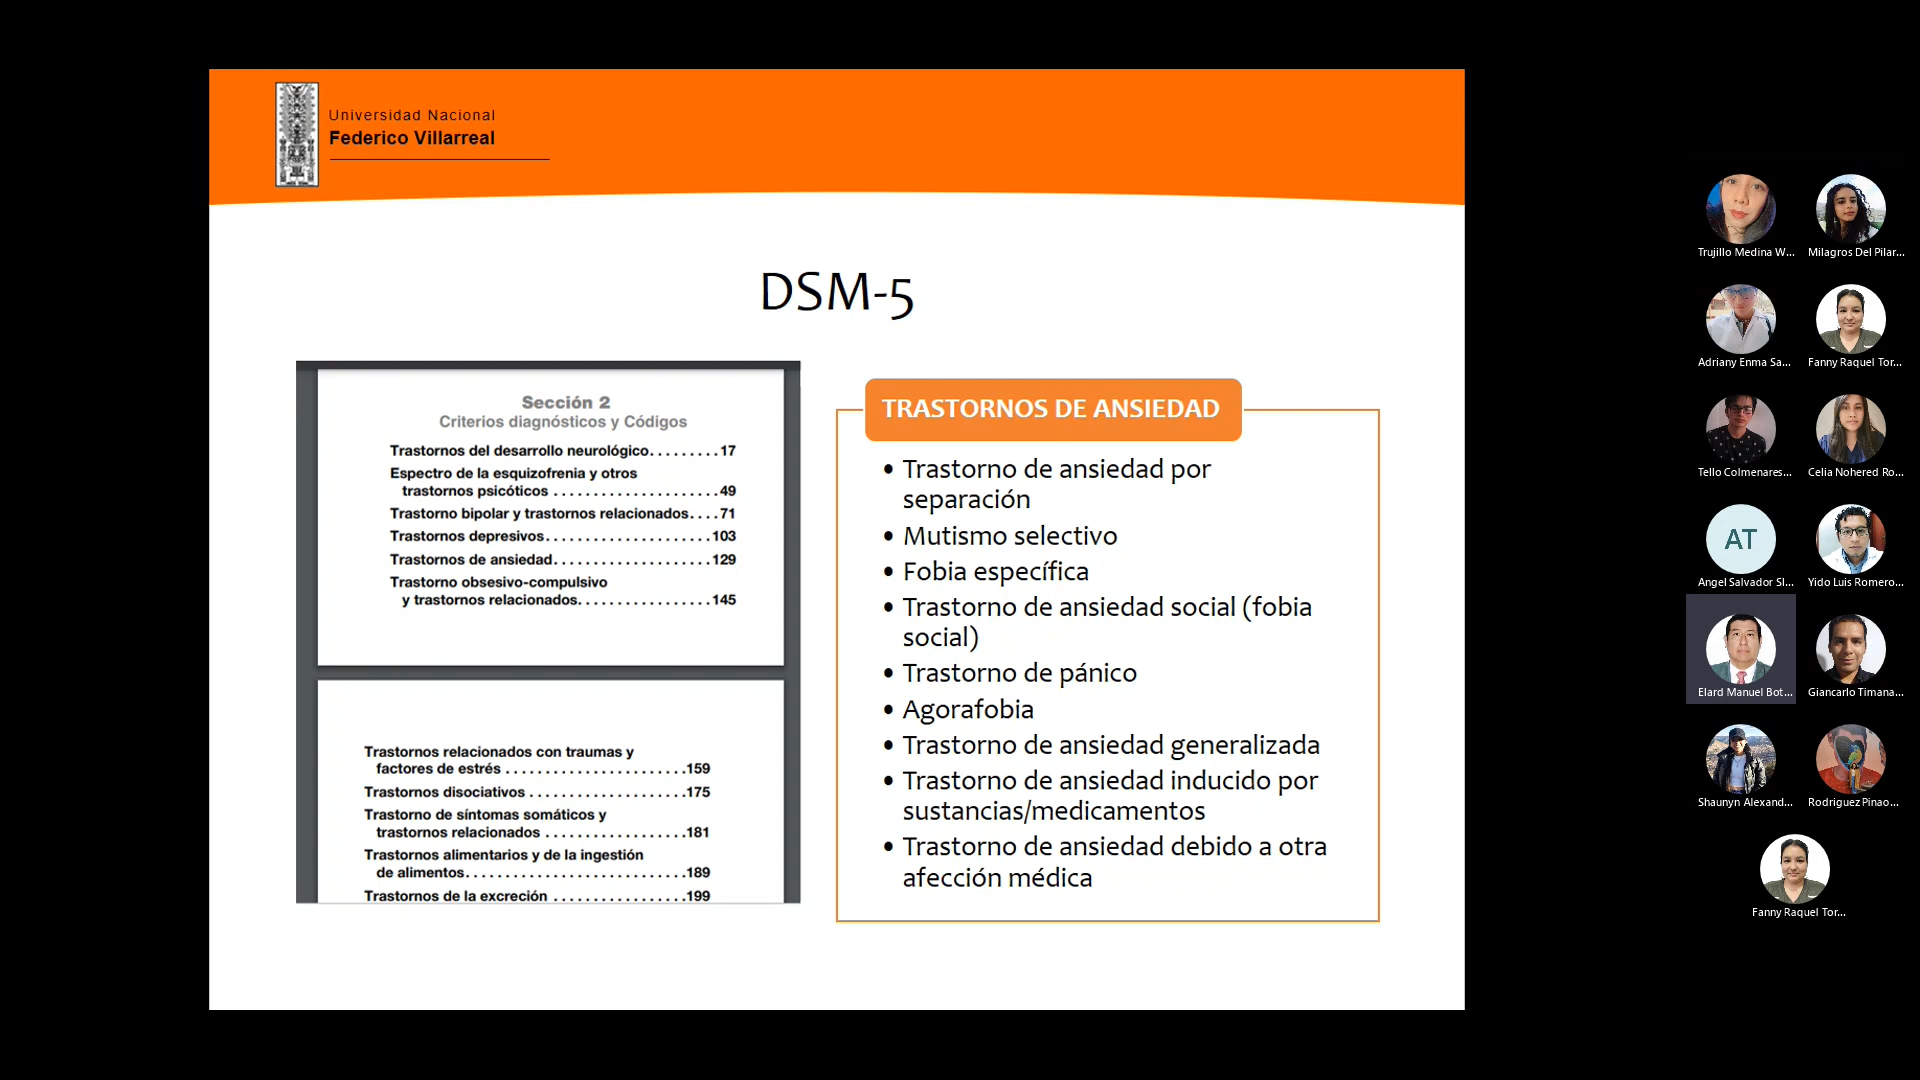 Universidad Nacional
Federico Villarreal
DSM-5
Sección 2
Criterios diagnósticos y Códigos
Trastornos del desarrollo neurológico.........17
Espectro de la esquizofrenia y otros
trastornos psicóticos .....................49
Trastorno bipolar y trastornos relacionados....71
Trastornos depresivos.....................103
Trastornos de ansiedad....................129
Trastorno obsesivo-compulsivo
y trastornos relacionados.................145
Trastornos relacionados con traumas y
factores de estrés .......................159
Trastornos disociativos ....................175
Trastorno de síntomas somáticos y
trastornos relacionados ..................181
Trastornos alimentarios y de la ingestión
de alimentos............................189
Trastornos de la excreción .................199
TRASTORNOS DE ANSIEDAD
• Trastorno de ansiedad por
separación
• Mutismo selectivo
• Fobia específica
• Trastorno de ansiedad social (fobia
social)
• Trastorno de pánico
• Agorafobia
• Trastorno de ansiedad generalizada
• Trastorno de ansiedad inducido por
sustancias/medicamentos
• Trastorno de ansiedad debido a otra
afección médica
Trujillo Medina W...
Milagros Del Pilar...
Adriany Enma Sa...
Fanny Raquel Tor...
Tello Colmenares...
Celia Nohered Ro...
AT
Angel Salvador Sl...
Yido Luis Romero...
Elard Manuel Bot...
Giancarlo Timana...
Shaunyn Alexand...
Rodriguez Pinao...
Fanny Raquel Tor...